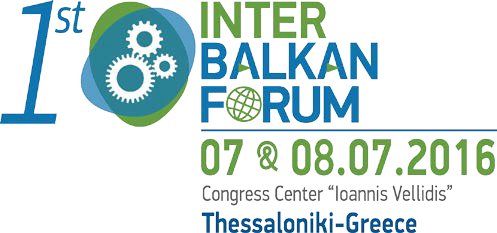 1st
INTER
BALKAN
FORUM
07 & 08.07.2016
Congress Center “Ioannis Vellidis”
Thessaloniki-Greece